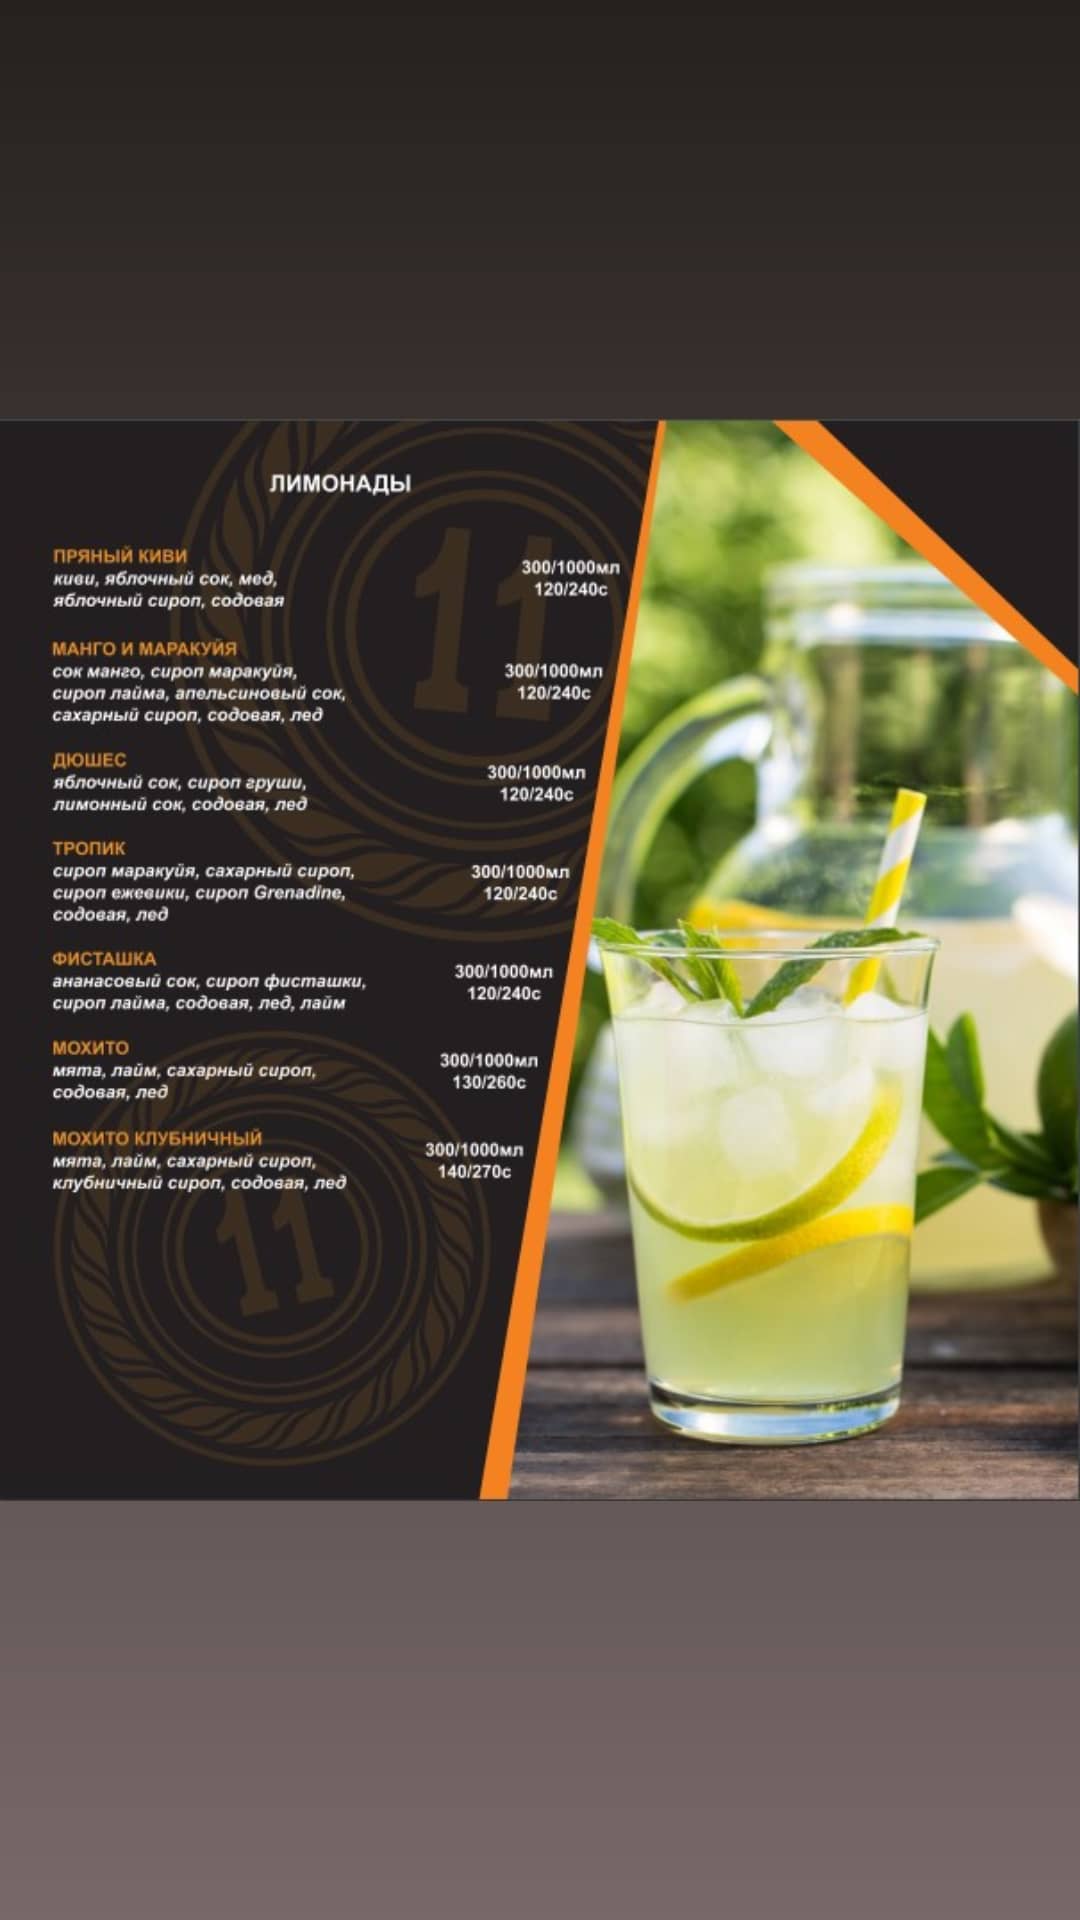 ЛИМОНАДЫ
ПРЯНЫЙ КИВИ
киви, яблочный сок, мед,
яблочный сироп, содовая
300/1000мл
120/240с
МАНГО И МАРАКУЙЯ
сок манго, сироп маракуйя,
сироп лайма, апельсиновый сок,
сахарный сироп, содовая, лед
300/1000мл
120/240с
ДЮШЕС
яблочный сок, сироп груши,
лимонный сок, содовая, лед
300/1000мл
120/240с
ТРОПИК
сироп маракуйя, сахарный сироп,
сироп ежевики, сироп Grenadine,
содовая, лед
300/1000мл
120/240с
ФИСТАШКА
ананасовый сок, сироп фисташки,
сироп лайма, содовая, лед, лайм
300/1000мл
120/240с
МОХИТО
мята, лайм, сахарный сироп,
содовая, лед
300/1000мл
130/260с
МОХИТО КЛУБНИЧНЫЙ
мята, лайм, сахарный сироп,
клубничный сироп, содовая, лед
300/1000мл
140/270с
11
11